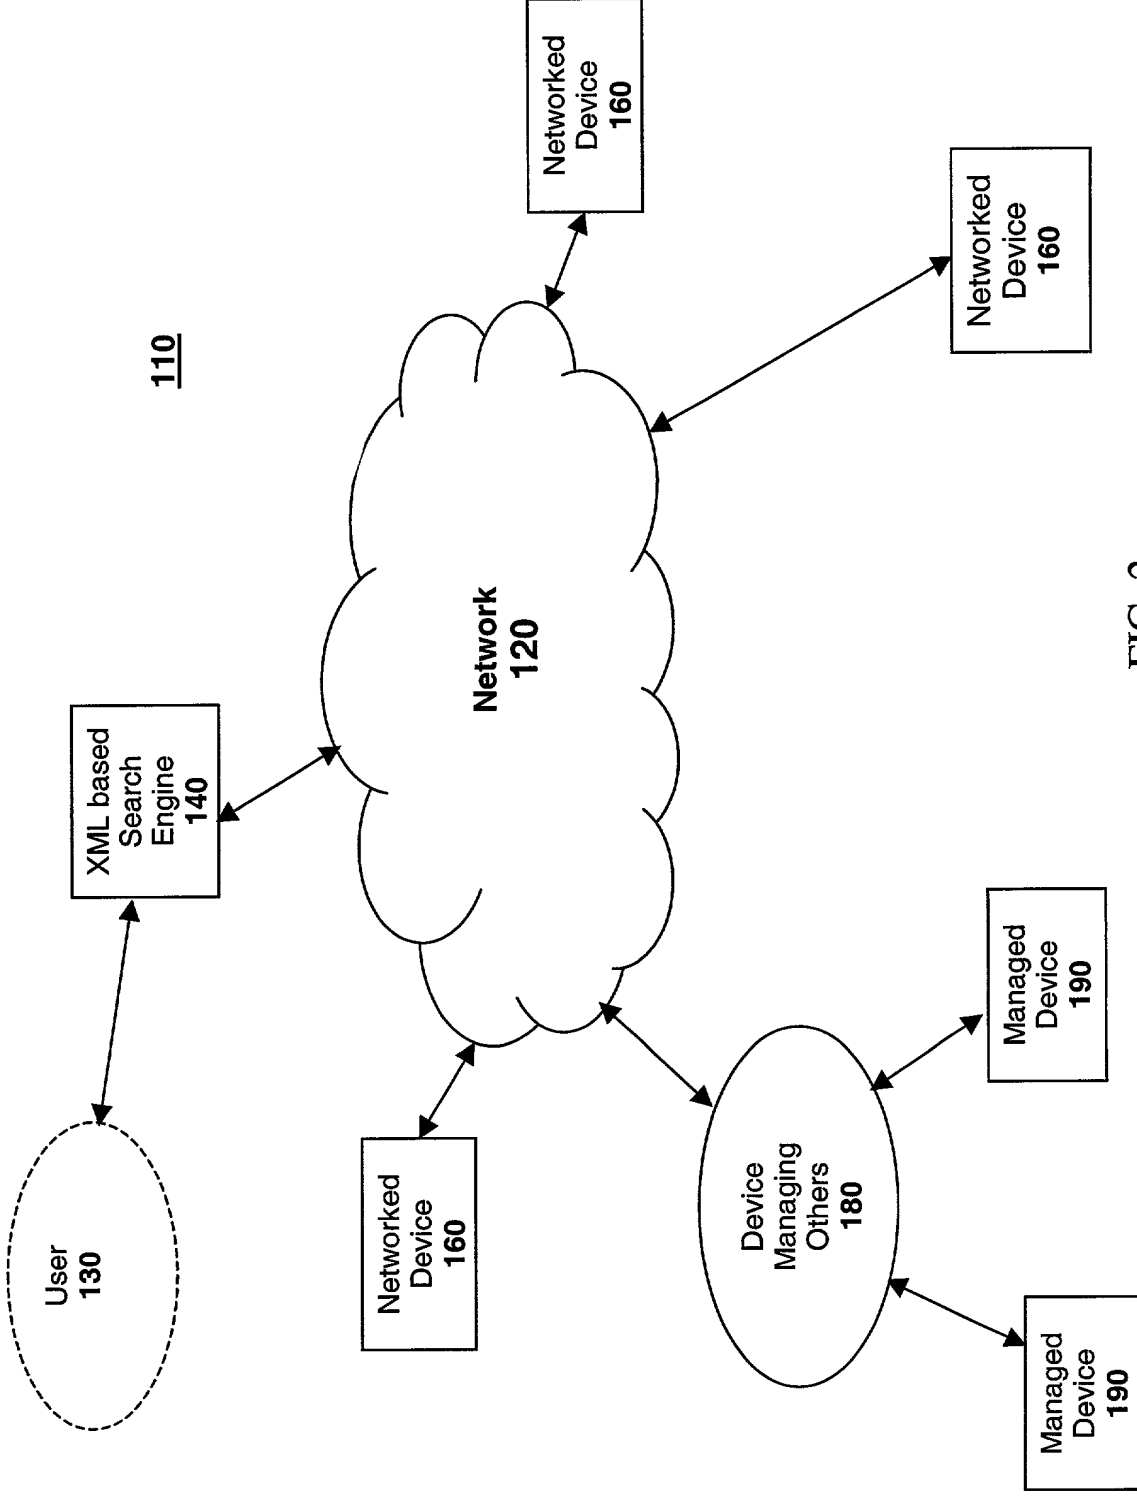 User
130
XML based
Search
Engine
140
110
Networked
Device
160
Network
120
Networked
Device
160
Device
Managing
Others
180
Networked
Device
160
Managed
Device
190
Managed
Device
190
FIG.